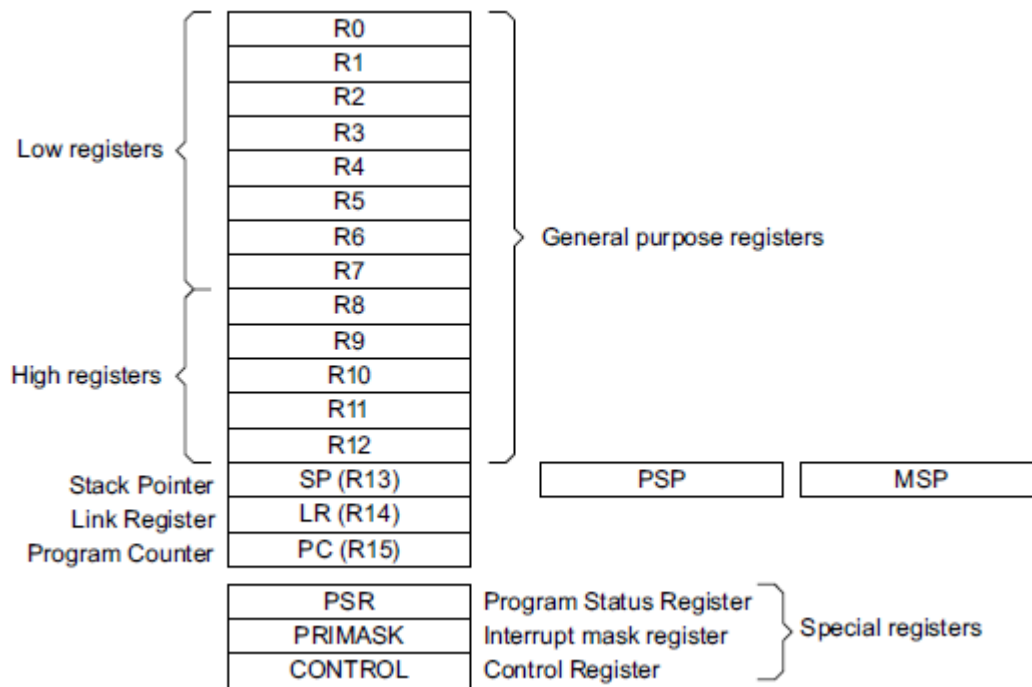 R0
R1
R2
R3
Low registers
R4
R5
R6
General purpose registers
R7
R8
R9
High registers
R10
R11
R12
Stack Pointer
SP (R13)
PSP
MSP
Link Register
LR (R14)
Program Counter
PC (R15)
PSR
Program Status Register
PRIMASK
Interrupt mask register
Special registers
CONTROL
Control Register